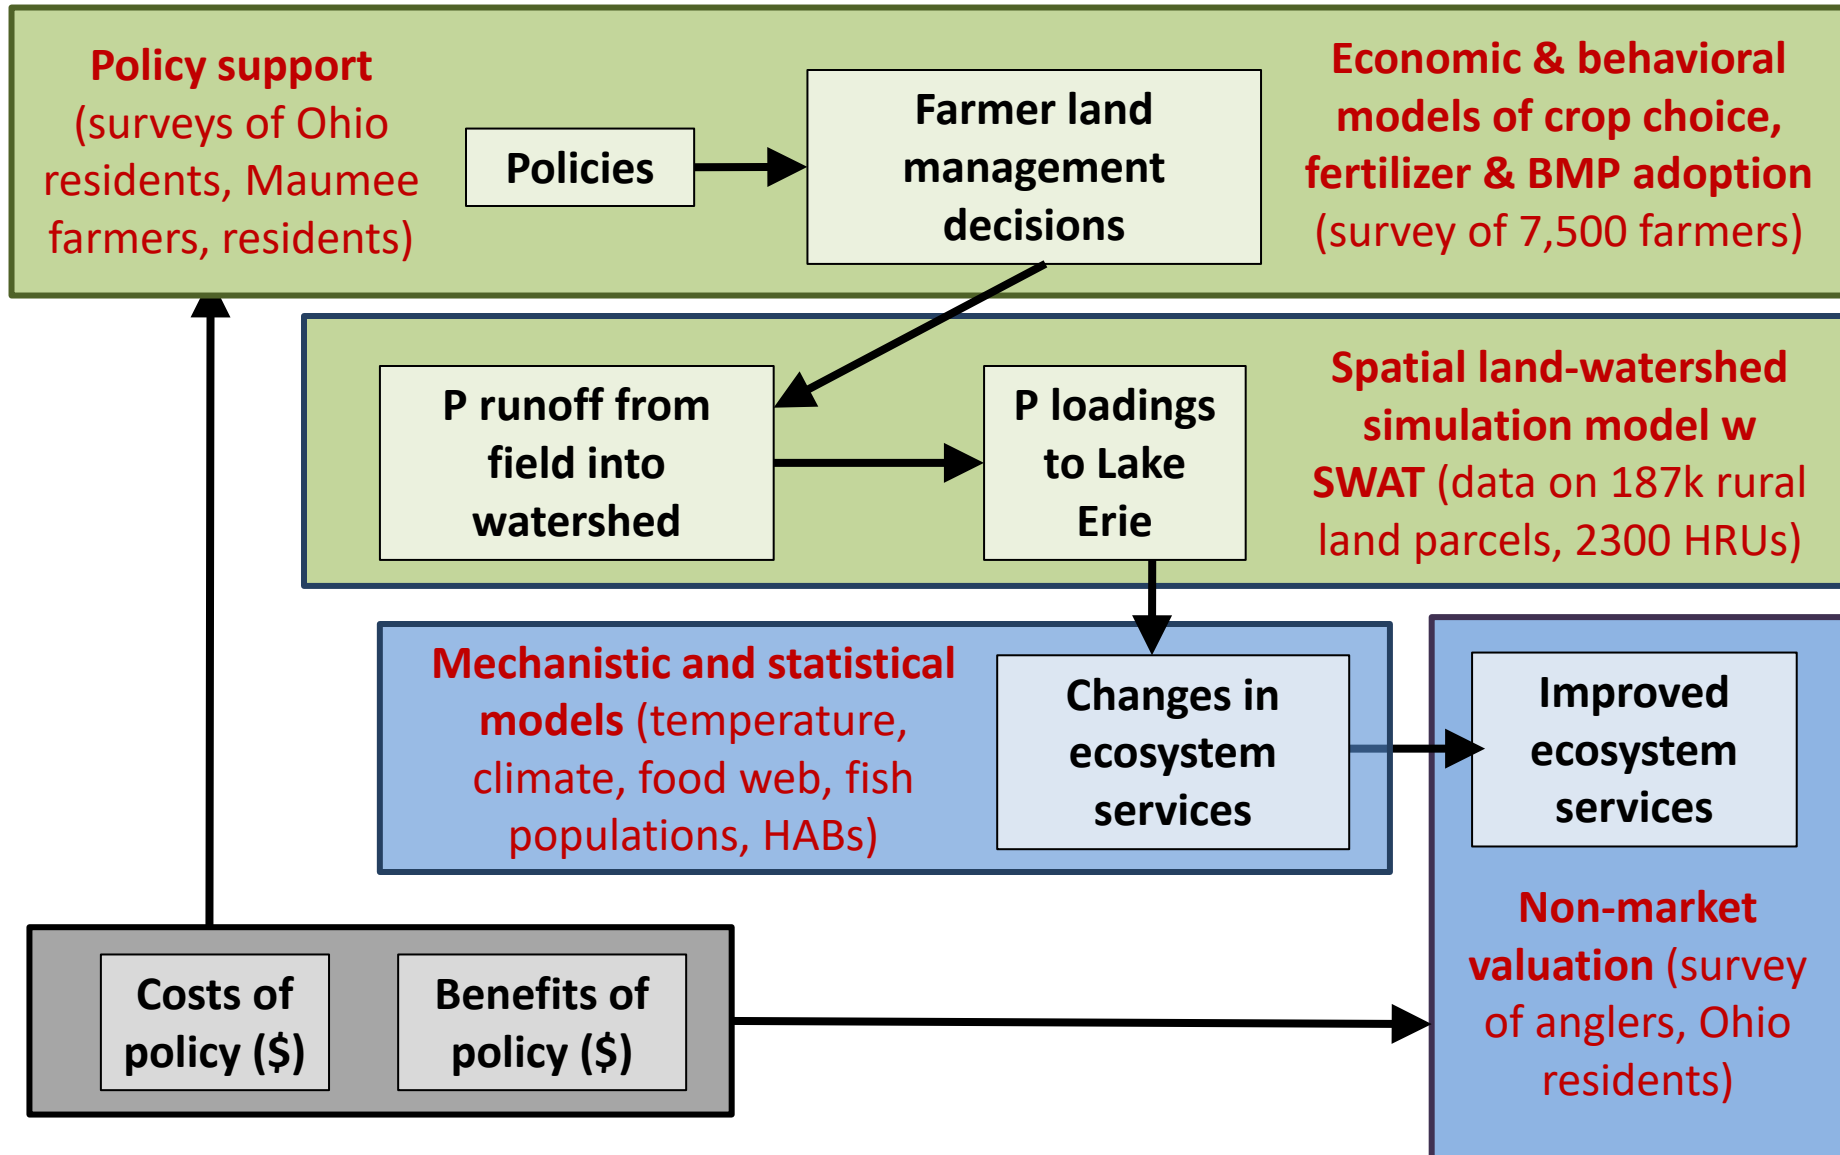 Policy support
(surveys of Ohio
residents, Maumee
farmers, residents)
Policies
Farmer land
management
decisions
Economic & behavioral
models of crop choice,
fertilizer & BMP adoption
(survey of 7,500 farmers)
P runoff from
field into
watershed
P loadings
to Lake
Erie
Spatial land-watershed
simulation model w
SWAT (data on 187k rural
land parcels, 2300 HRUs)
Mechanistic and statistical
models (temperature,
climate, food web, fish
populations, HABs)
Changes in
ecosystem
services
Improved
ecosystem
services
Non-market
valuation (survey
of anglers, Ohio
residents)
Costs of
policy ($)
Benefits of
policy ($)